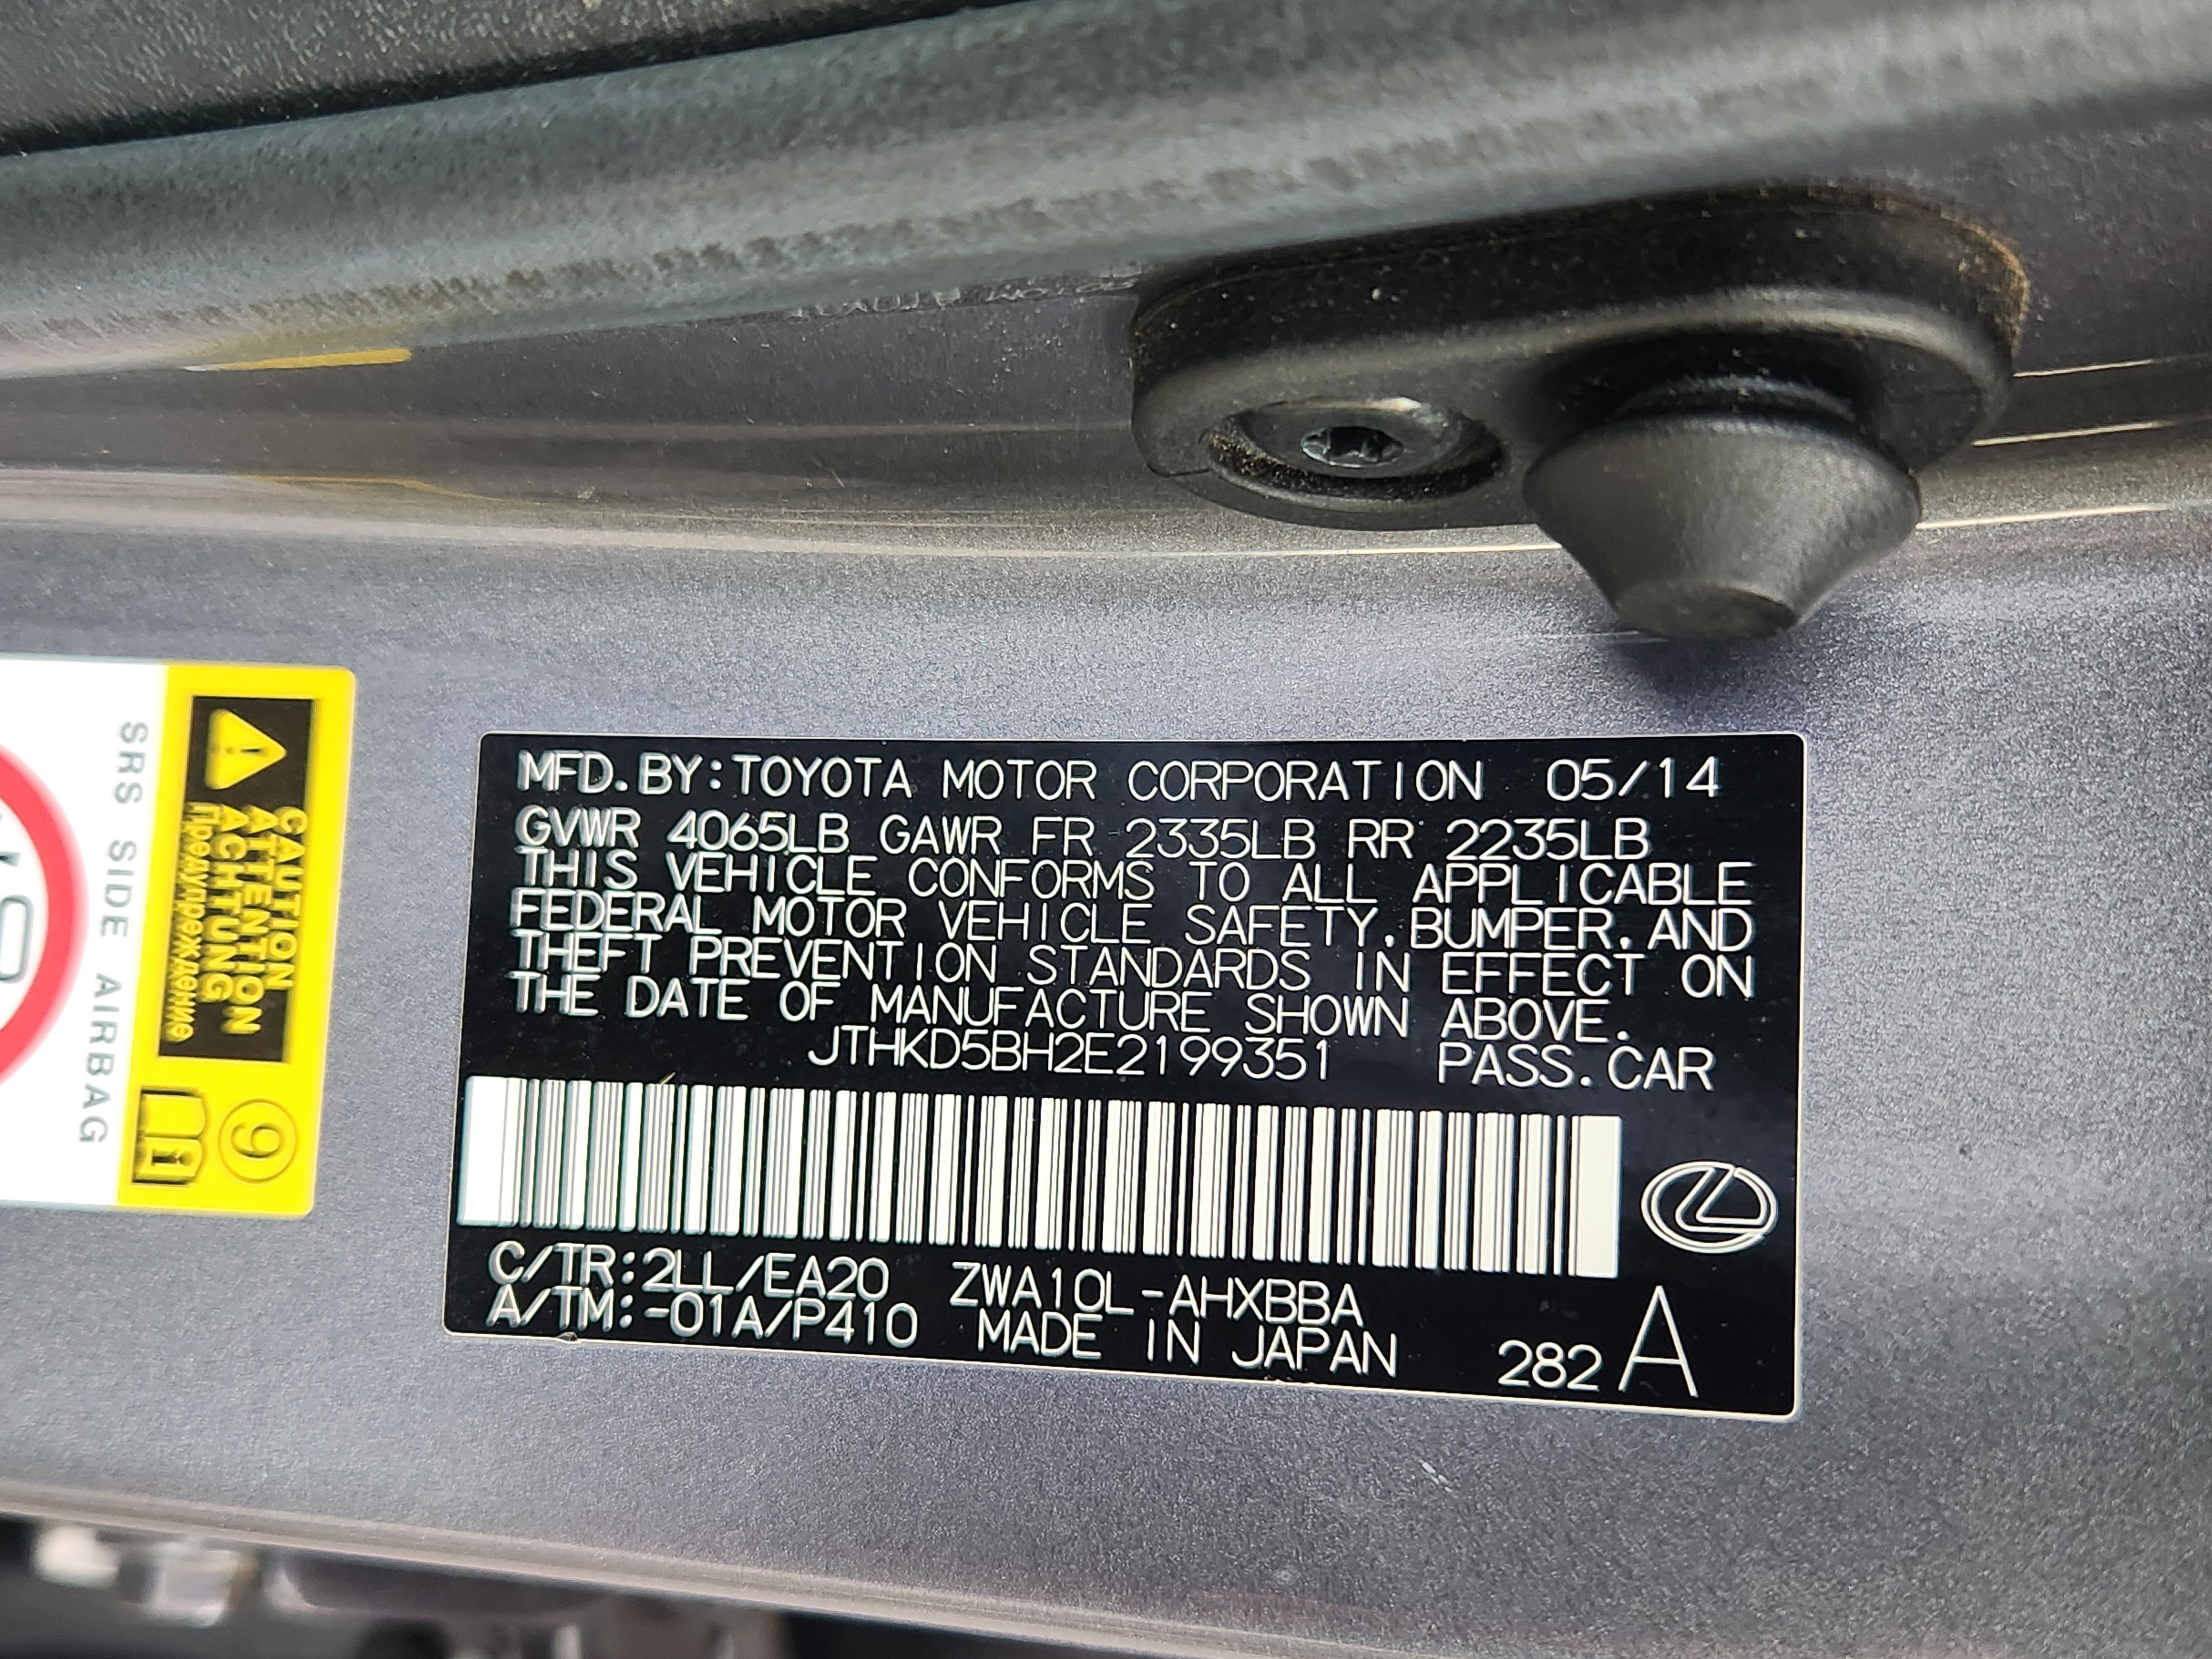 MFD.BY:TOYOTA MOTOR CORPORATION 05/14
GVWR 4065LB GAWR FR 2335LB RR 2235LB
THIS VEHICLE CONFORMS TO ALL APPLICABLE
FEDERAL MOTOR VEHICLE SAFETY,BUMPER,AND
THEFT PREVENTION STANDARDS IN EFFECT ON
THE DATE OF MANUFACTURE SHOWN ABOVE.
JTHKD5BH2E2199351 PASS.CAR
C/TR:2LL/EA20 ZWA10L-AHXBBA
A/TM:-01A/P410 MADE IN JAPAN 282 A
CAUTION
ATTENTION
ACHTUNG
Предупреждение
9
SRS SIDE AIRBAG